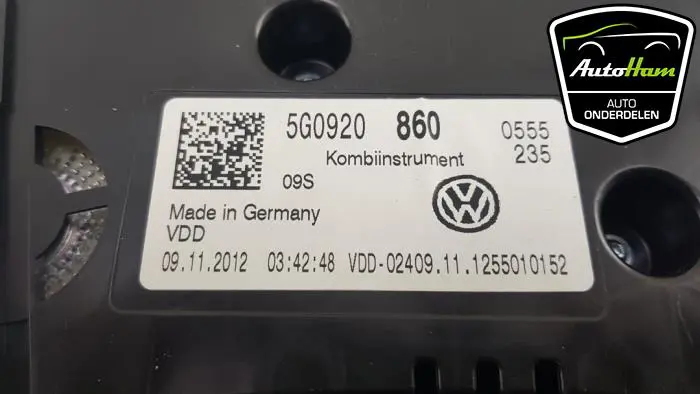 AutoHam
AUTO
ONDERDELEN
5G0920 860 0555
Kombiinstrument 235
09S
Made in Germany
VDD
09.11.2012 03:42:48 VDD-02409.11.1255010152